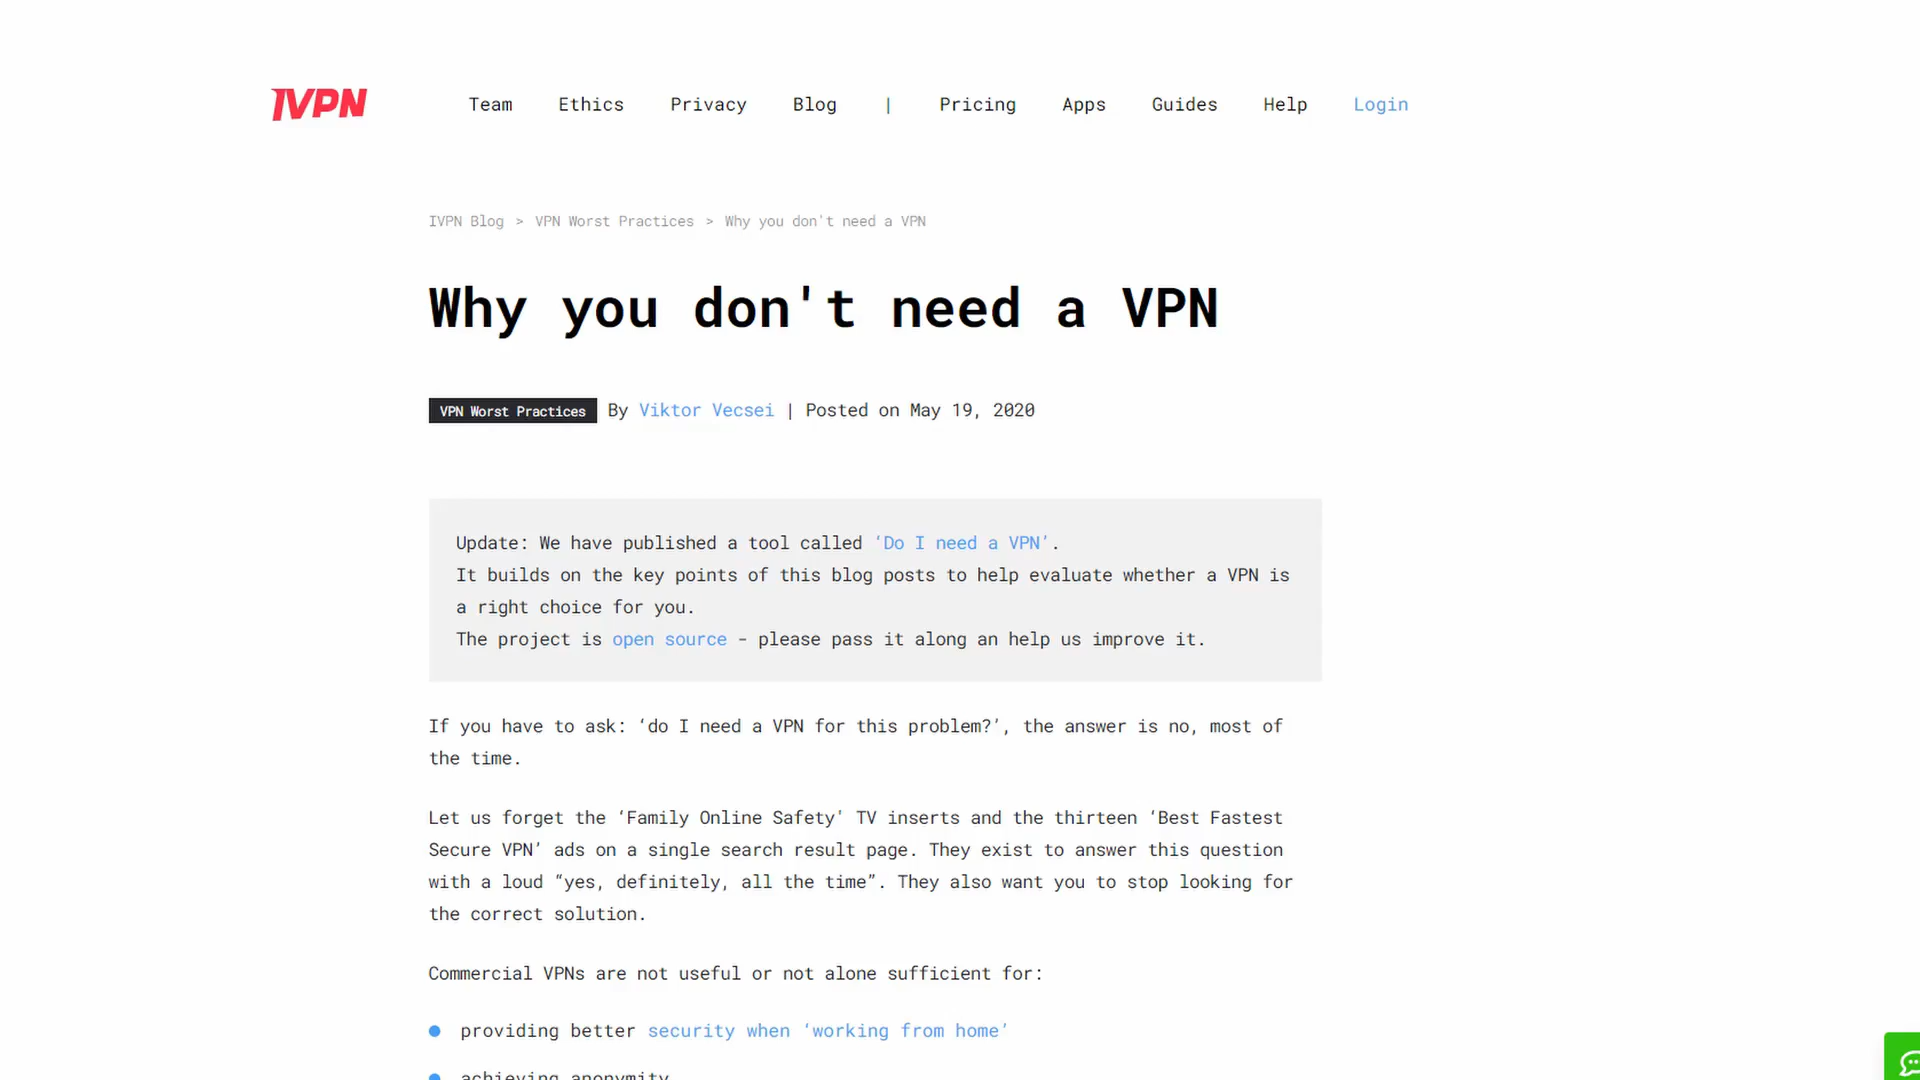 IVPN Team Ethics Privacy Blog | Pricing Apps Guides Help Login
IVPN Blog > VPN Worst Practices > Why you don't need a VPN
Why you don't need a VPN
VPN Worst Practices By Viktor Vecsei | Posted on May 19, 2020
Update: We have published a tool called ‘Do I need a VPN’.
It builds on the key points of this blog posts to help evaluate whether a VPN is
a right choice for you.
The project is open source - please pass it along an help us improve it.
If you have to ask: ‘do I need a VPN for this problem?’, the answer is no, most of
the time.
Let us forget the ‘Family Online Safety' TV inserts and the thirteen ‘Best Fastest
Secure VPN’ ads on a single search result page. They exist to answer this question
with a loud “yes, definitely, all the time”. They also want you to stop looking for
the correct solution.
Commercial VPNs are not useful or not alone sufficient for:
providing better security when ‘working from home’
achieving anonymity